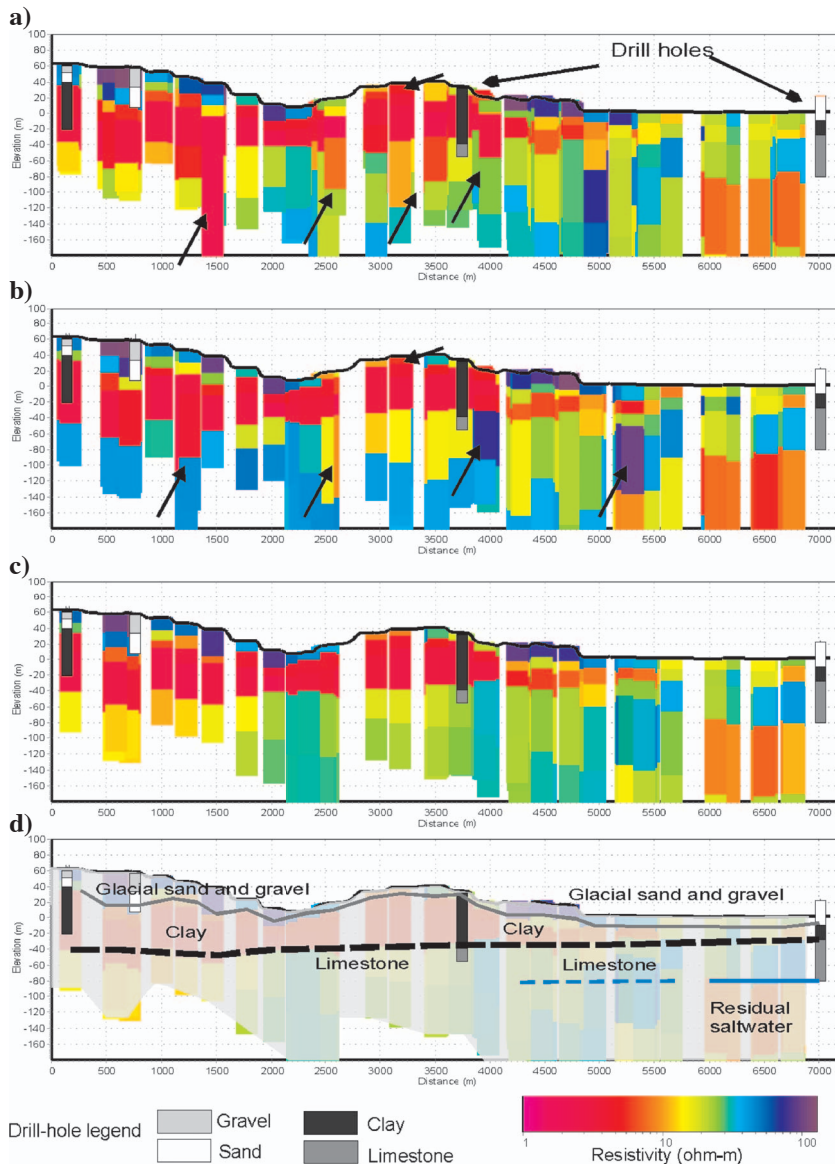 a)
Drill holes
100
80
60
40
20
0
-20
-40
-60
-80
-100
-120
-140
-160
Elevation (m)
0 500 1000 1500 2000 2500 3000 3500 4000 4500 5000 5500 6000 6500 7000
Distance (m)
b)
100
80
60
40
20
0
-20
-40
-60
-80
-100
-120
-140
-160
Elevation (m)
0 500 1000 1500 2000 2500 3000 3500 4000 4500 5000 5500 6000 6500 7000
Distance (m)
c)
100
80
60
40
20
0
-20
-40
-60
-80
-100
-120
-140
-160
Elevation (m)
0 500 1000 1500 2000 2500 3000 3500 4000 4500 5000 5500 6000 6500 7000
Distance (m)
d)
100
80
60
40
20
0
-20
-40
-60
-80
-100
-120
-140
-160
Elevation (m)
Glacial sand and gravel
Glacial sand and gravel
Clay
Clay
Limestone
Limestone
Residual
saltwater
0 500 1000 1500 2000 2500 3000 3500 4000 4500 5000 5500 6000 6500 7000
Distance (m)
Drill-hole legend
Gravel
Sand
Clay
Limestone
1 10 100
Resistivity (ohm-m)